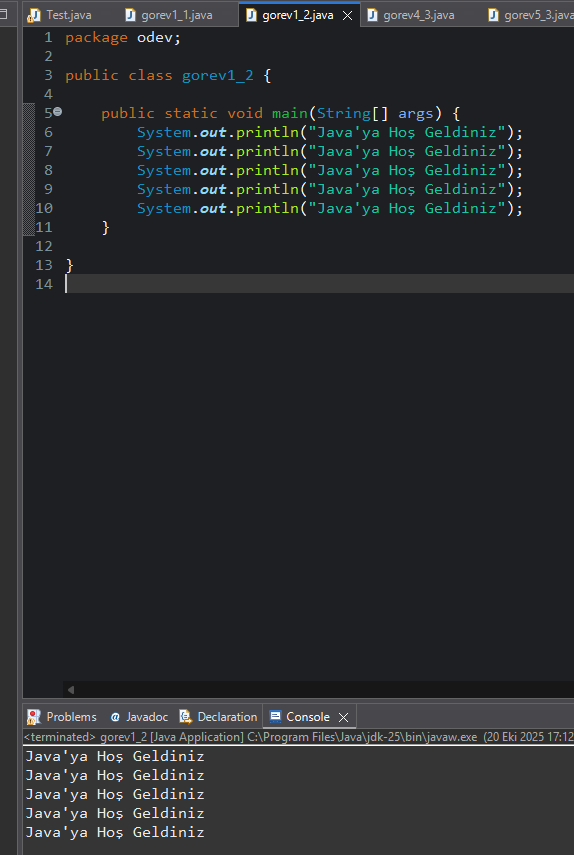 Test.java gorev1_1.java gorev1_2.java gorev4_3.java gorev5_3.java
1 package odev;
2
3 public class gorev1_2 {
4
5 public static void main(String[] args) {
6 System.out.println("Java'ya Hoş Geldiniz");
7 System.out.println("Java'ya Hoş Geldiniz");
8 System.out.println("Java'ya Hoş Geldiniz");
9 System.out.println("Java'ya Hoş Geldiniz");
10 System.out.println("Java'ya Hoş Geldiniz");
11 }
12
13 }
14
Problems Javadoc Declaration Console
<terminated> gorev1_2 [Java Application] C:\Program Files\Java\jdk-25\bin\javaw.exe (20 Eki 2025 17:12
Java'ya Hoş Geldiniz
Java'ya Hoş Geldiniz
Java'ya Hoş Geldiniz
Java'ya Hoş Geldiniz
Java'ya Hoş Geldiniz